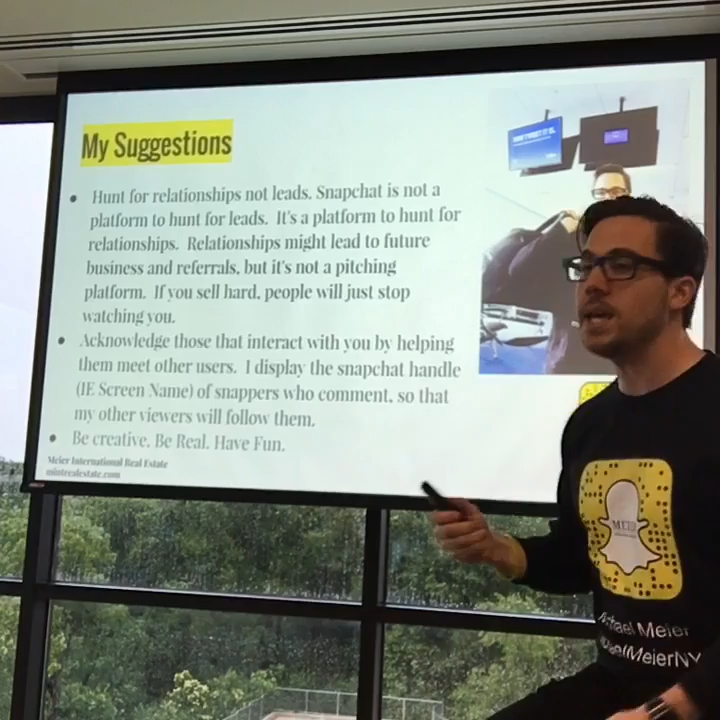 My Suggestions
Hunt for relationships not leads. Snapchat is not a
platform to hunt for leads. It's a platform to hunt for
relationships. Relationships might lead to future
business and referrals, but it's not a pitching
platform. If you sell hard, people will just stop
watching you.
Acknowledge those that interact with you by helping
them meet other users. I display the snapchat handle
(IE Screen Name) of snappers who comment, so that
my other viewers will follow them.
Be creative. Be Real. Have Fun.
Meier International Real Estate
mintrealestate.com
Meier